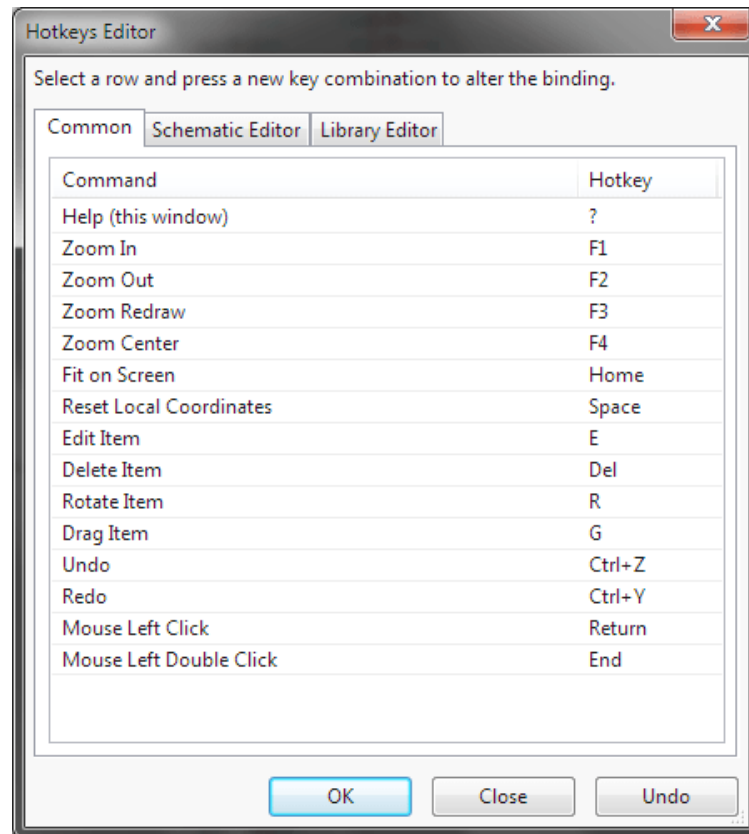 Hotkeys Editor
Select a row and press a new key combination to alter the binding.
Common Schematic Editor Library Editor
Command Hotkey
Help (this window) ?
Zoom In F1
Zoom Out F2
Zoom Redraw F3
Zoom Center F4
Fit on Screen Home
Reset Local Coordinates Space
Edit Item E
Delete Item Del
Rotate Item R
Drag Item G
Undo Ctrl+Z
Redo Ctrl+Y
Mouse Left Click Return
Mouse Left Double Click End
OK Close Undo